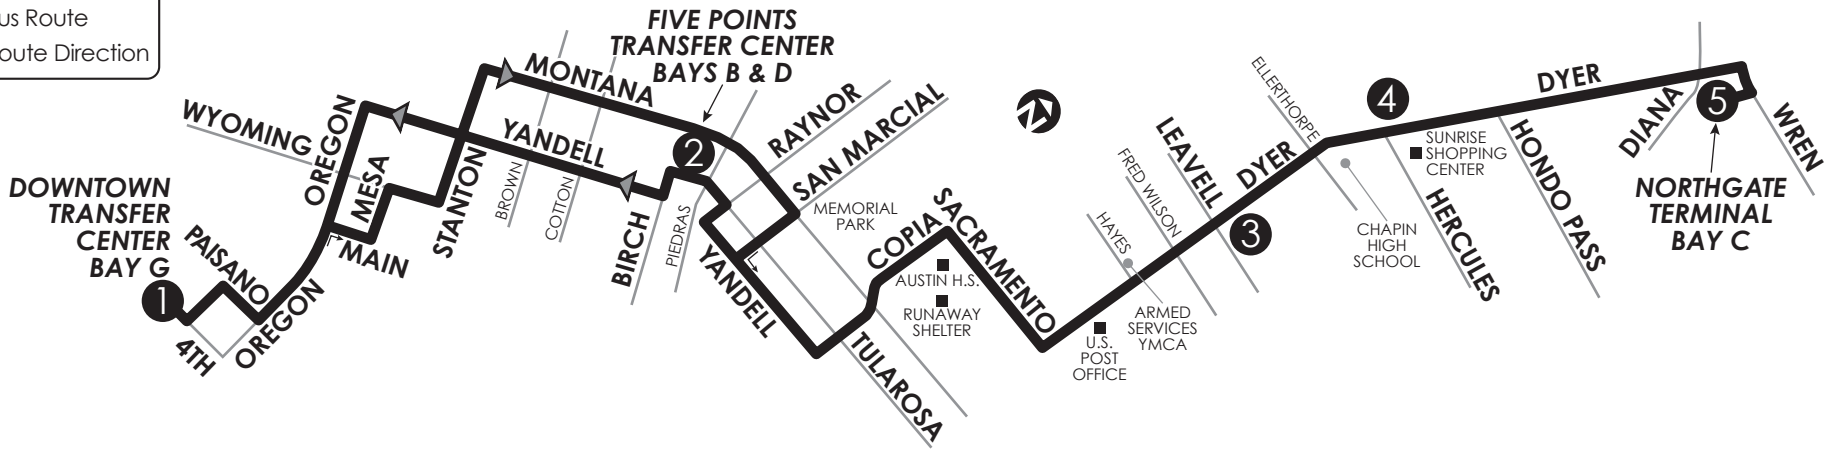 us Route
oute Direction
FIVE POINTS
TRANSFER CENTER
BAYS B & D
MONTANA
WYOMING
OREGON
YANDELL
MESA
STANTON
BROWN
COTTON
2
BIRCH
PIEDRAS
RAYNOR
SAN MARCIAL
MEMORIAL
PARK
DOWNTOWN
TRANSFER
CENTER
BAY G
1
PAISANO
MAIN
4TH
OREGON
YANDELL
TULAROSA
COPIA
SACRAMENTO
AUSTIN H.S.
RUNAWAY
SHELTER
N
U.S.
POST
OFFICE
HAYES
ARMED
SERVICES
YMCA
FRED WILSON
LEAVELL
3
DYER
ELLERTHORPE
CHAPIN
HIGH
SCHOOL
4
SUNRISE
SHOPPING
CENTER
HERCULES
HONDO PASS
DYER
DIANA
5
WREN
NORTHGATE
TERMINAL
BAY C